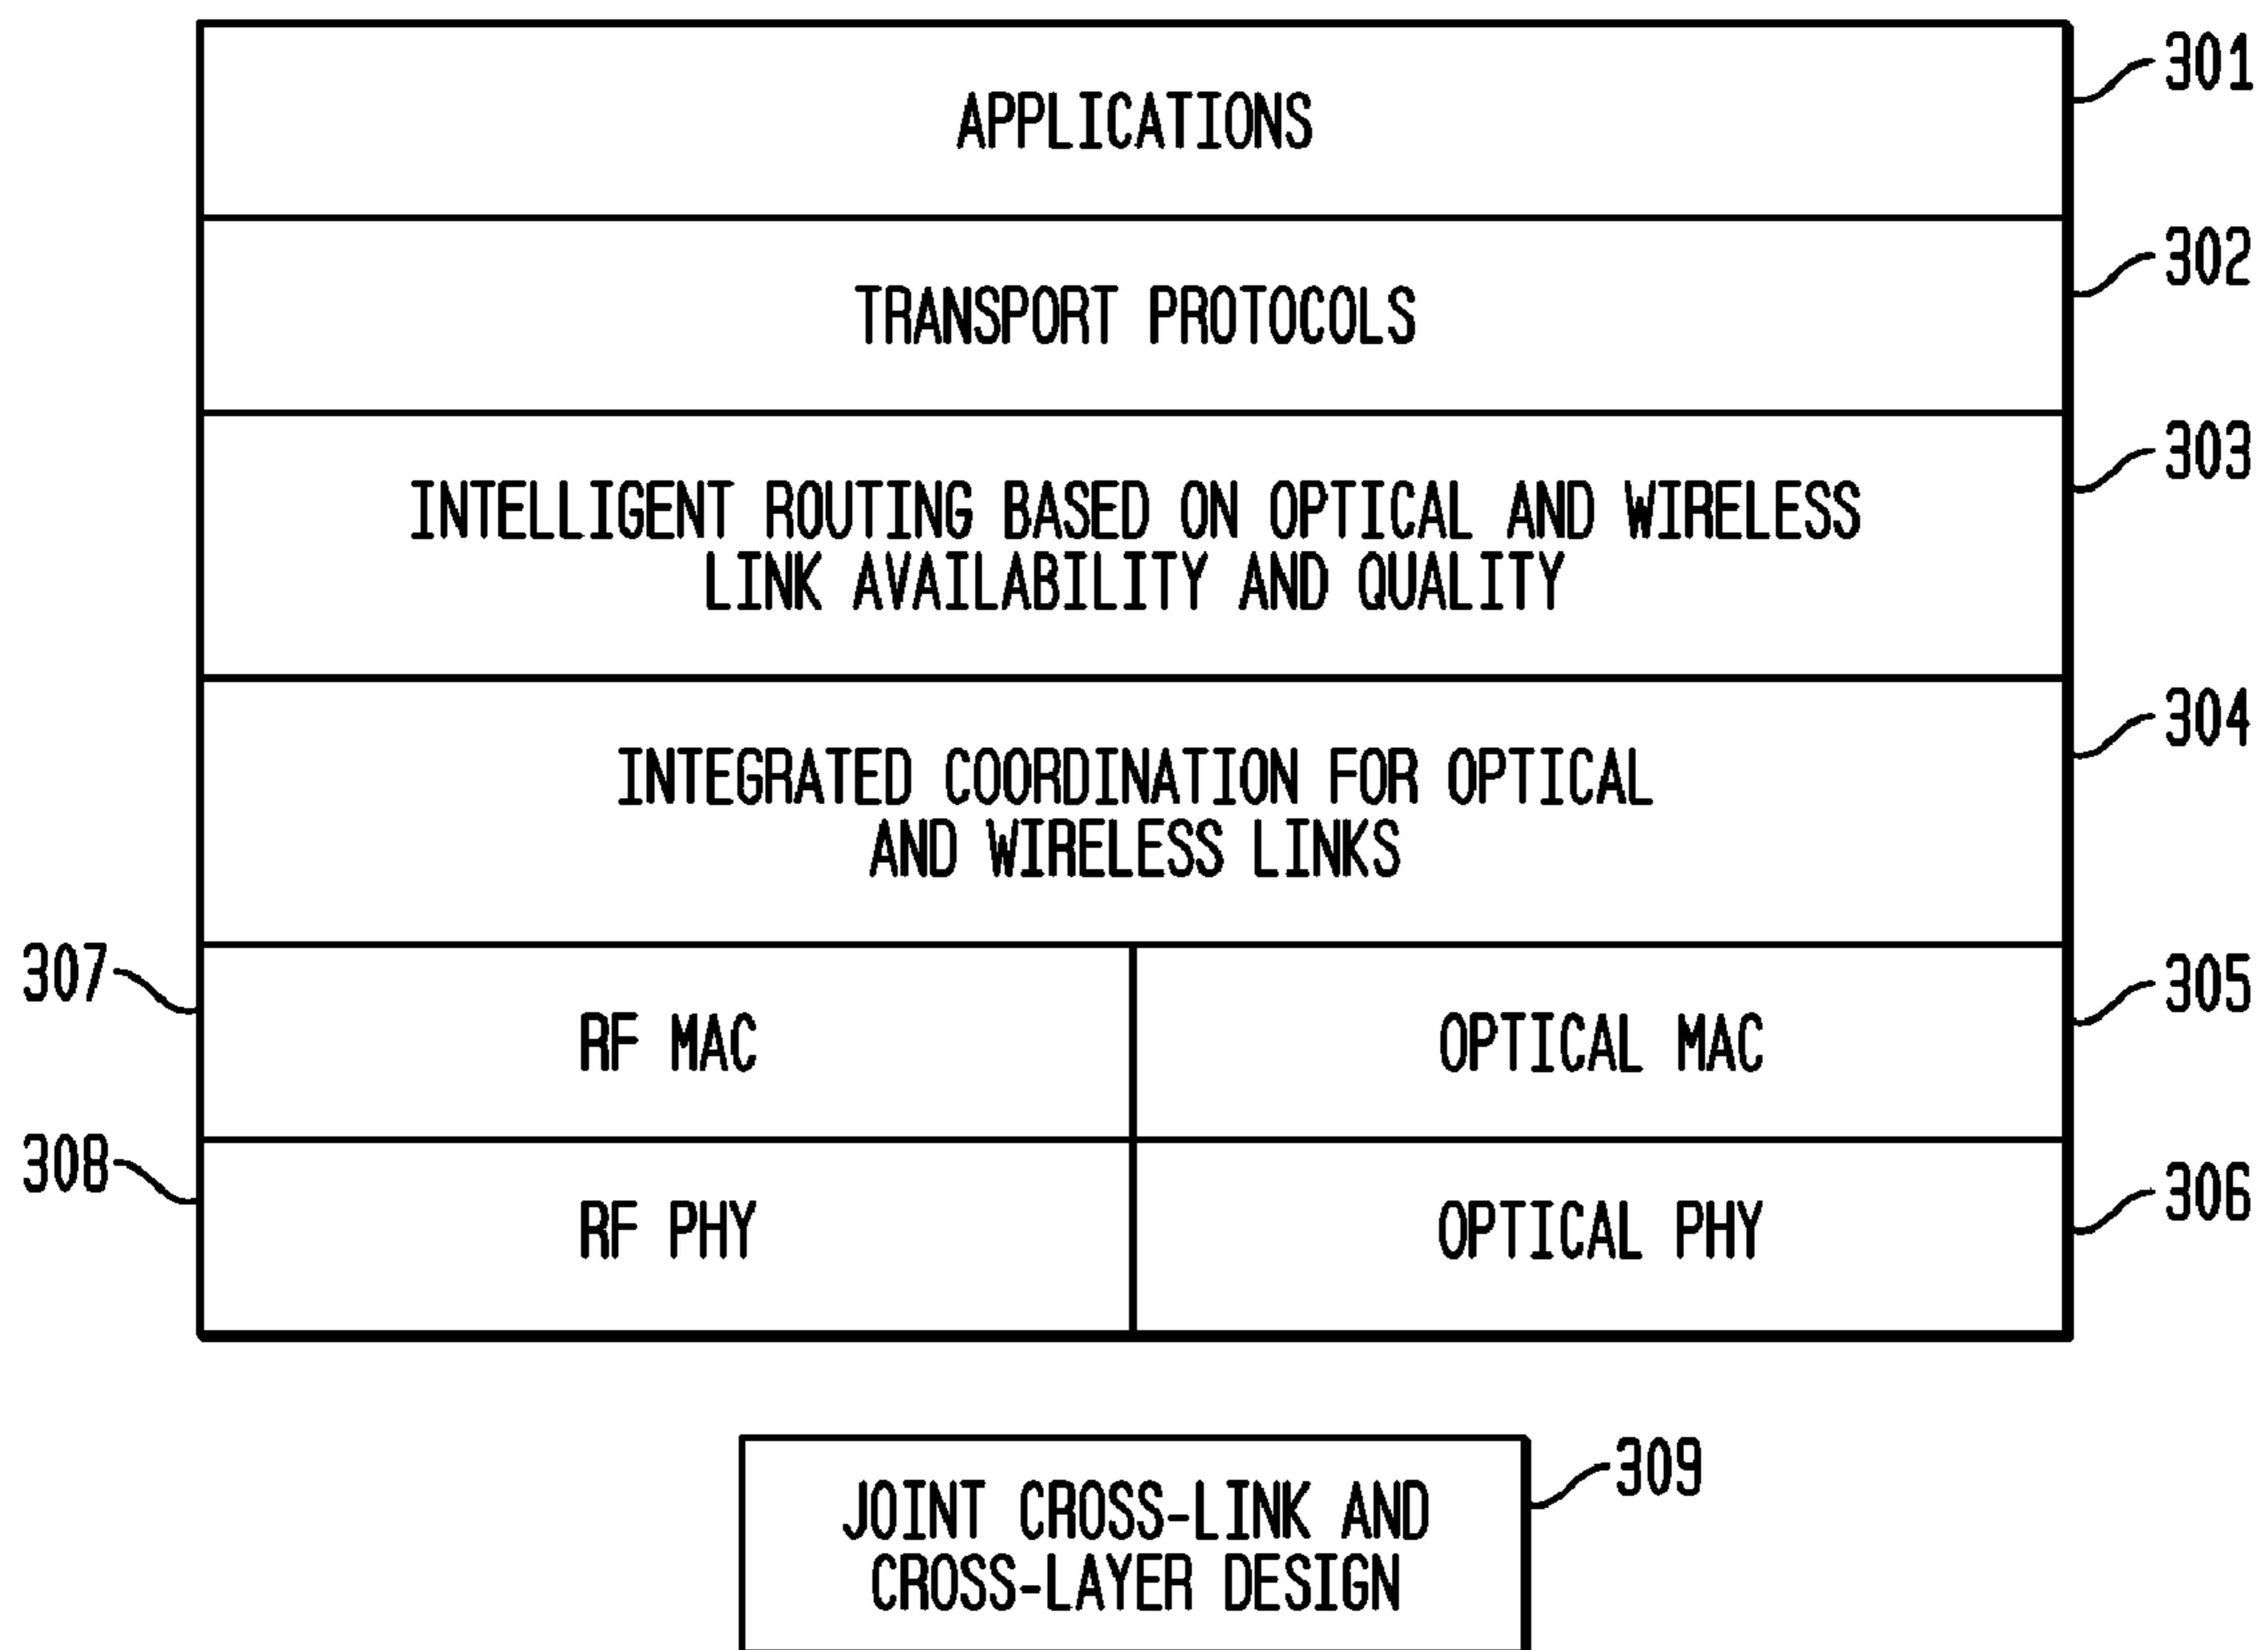 APPLICATIONS
301
TRANSPORT PROTOCOLS
302
INTELLIGENT ROUTING BASED ON OPTICAL AND WIRELESS
LINK AVAILABILITY AND QUALITY
303
INTEGRATED COORDINATION FOR OPTICAL
AND WIRELESS LINKS
304
307
RF MAC
OPTICAL MAC
305
308
RF PHY
OPTICAL PHY
306
JOINT CROSS-LINK AND
CROSS-LAYER DESIGN
309